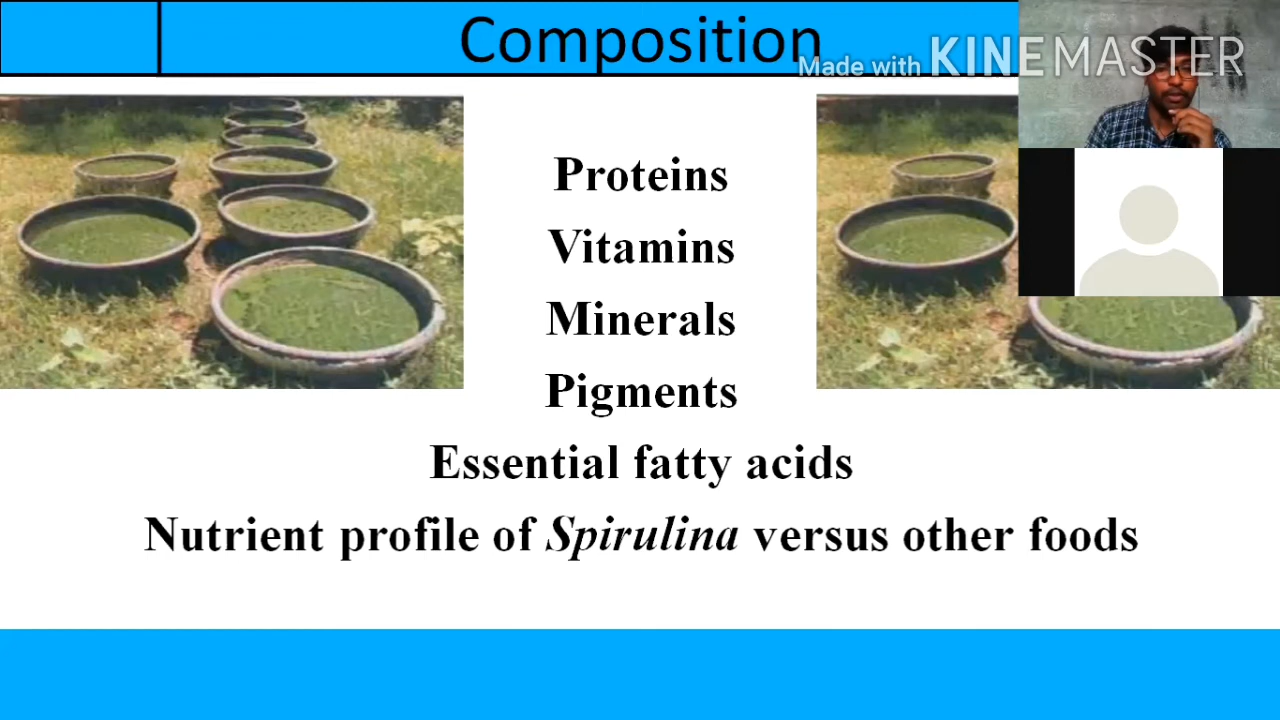 Composition
Made with KINEMASTER
Proteins
Vitamins
Minerals
Pigments
Essential fatty acids
Nutrient profile of Spirulina versus other foods